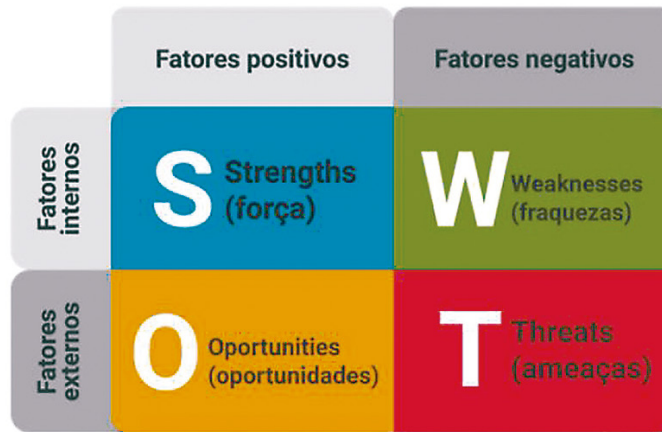 Fatores positivos
Fatores negativos
Fatores
internos
S
Strengths
(força)
W
Weaknesses
(fraquezas)
Fatores
externos
O
Oportunities
(oportunidades)
T
Threats
(ameaças)